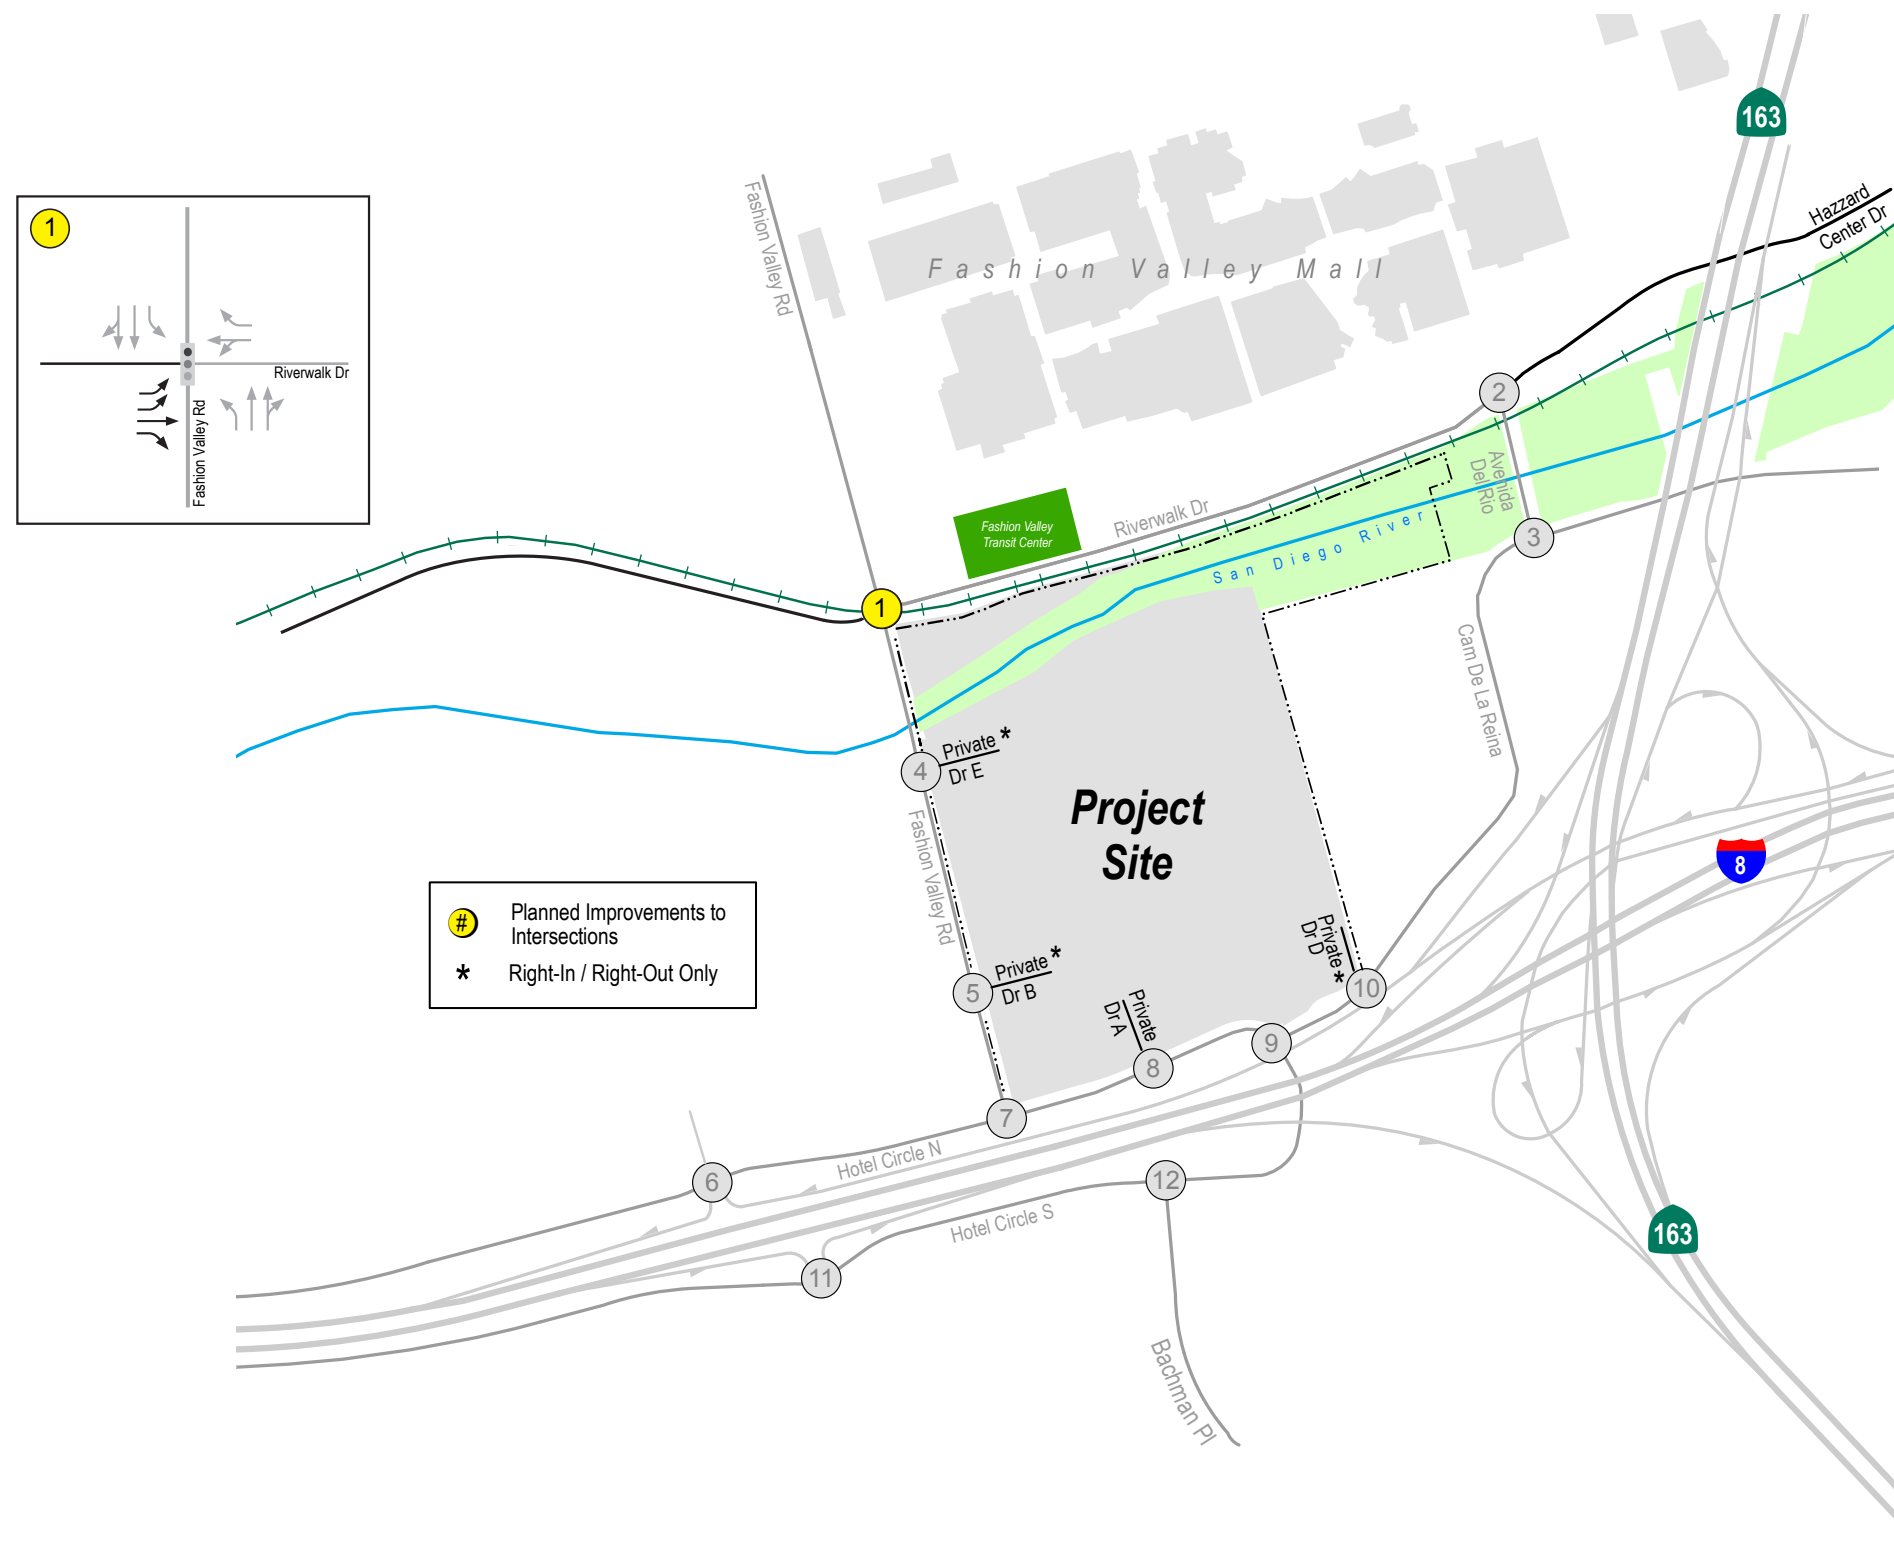 163
Hazzard
Center Dr
Fashion Valley Rd
Fashion Valley Mall
1
Riverwalk Dr
Fashion Valley Rd
2
Avenida
Del Rio
Fashion Valley
Transit Center
Riverwalk Dr
San Diego River
3
1
Cam De La Reina
4
Private *
Dr E
Project
Site
Fashion Valley Rd
8
#
Planned Improvements to
Intersections
*
Right-In / Right-Out Only
5
Private *
Dr B
Private *
Dr D
10
Private
Dr A
9
8
7
Hotel Circle N
6
12
Hotel Circle S
163
11
Bachman Pl